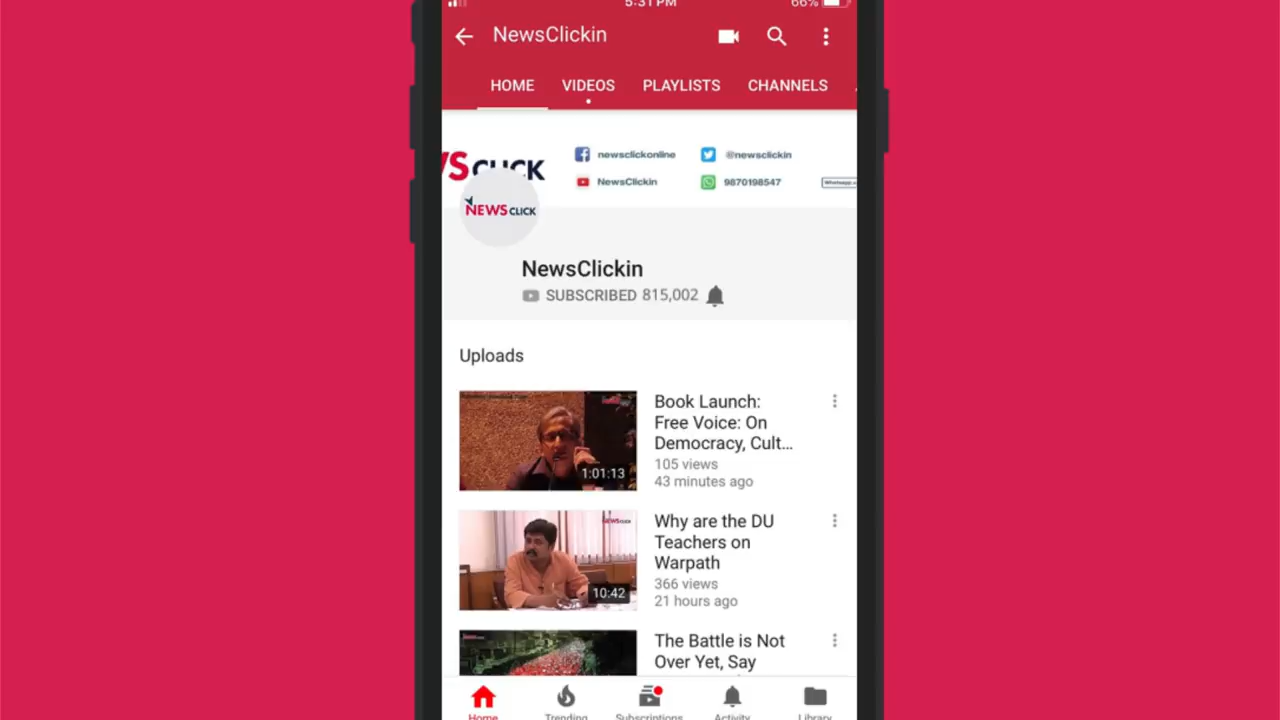 5:31 PM 66%
NewsClickin
HOME VIDEOS PLAYLISTS CHANNELS
WS CLICK
newsclickonline @newsclickin
NewsClickin 9870198547
NEWS CLICK
NewsClickin
SUBSCRIBED 815,002
Uploads
Book Launch:
Free Voice: On
Democracy, Cult...
105 views
43 minutes ago
1:01:13
Why are the DU
Teachers on
Warpath
366 views
21 hours ago
NEWSCLICK
10:42
The Battle is Not
Over Yet, Say
Home Trending Subscriptions Activity Library